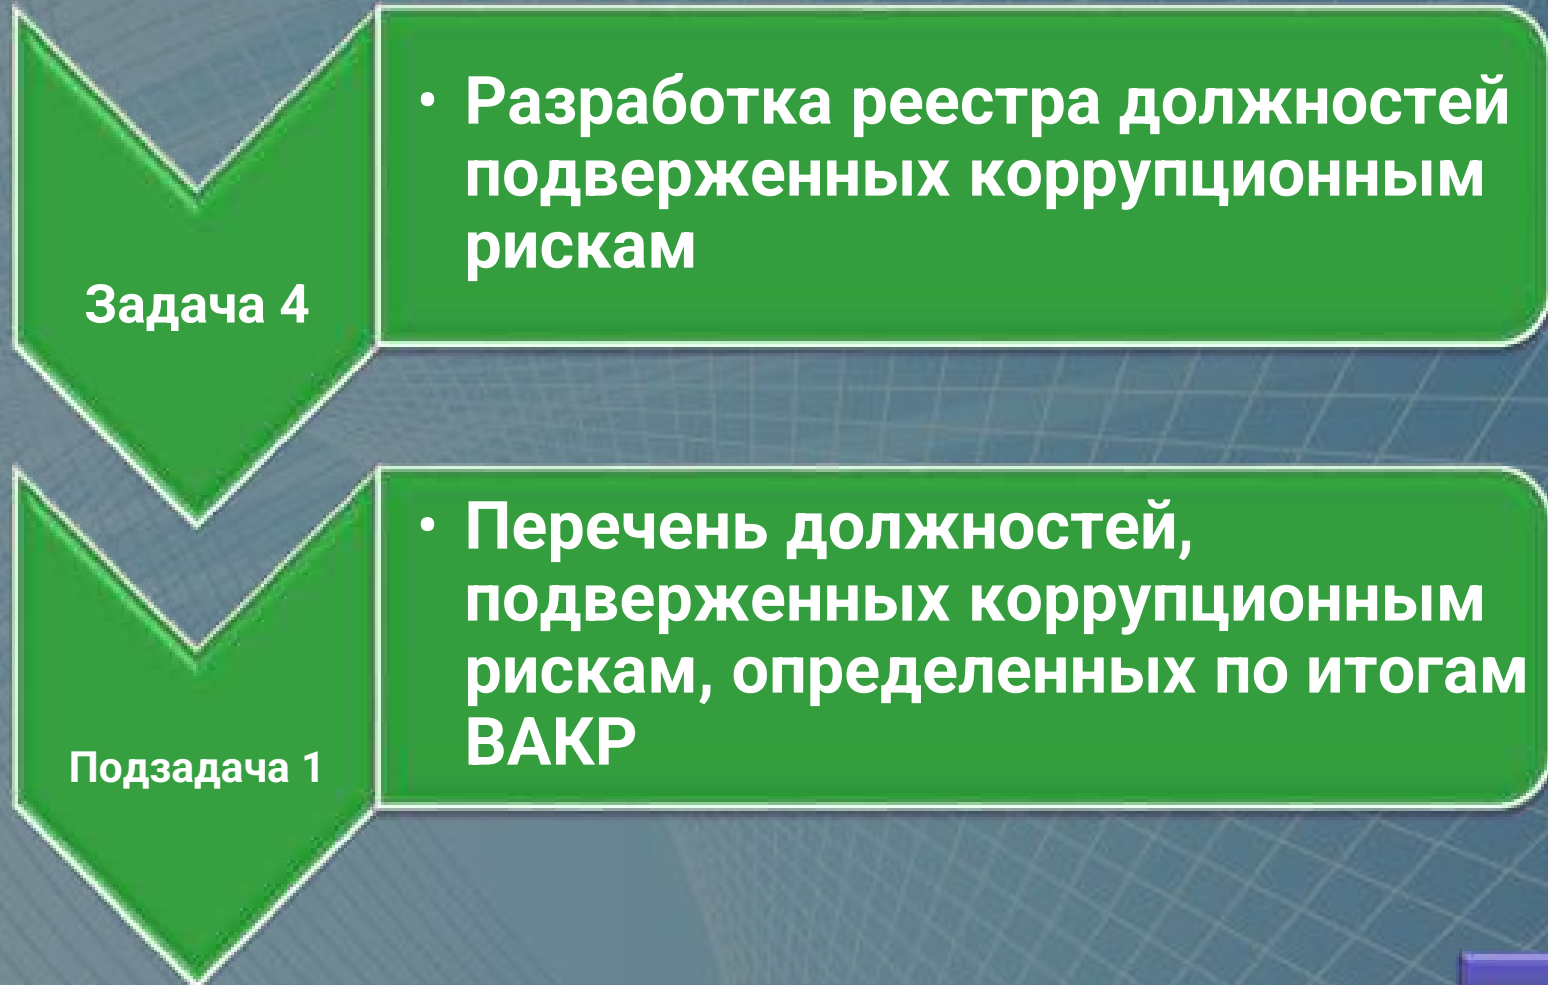 Задача 4
• Разработка реестра должностей
подверженных коррупционным
рискам
Подзадача 1
• Перечень должностей,
подверженных коррупционным
рискам, определенных по итогам
ВАКР